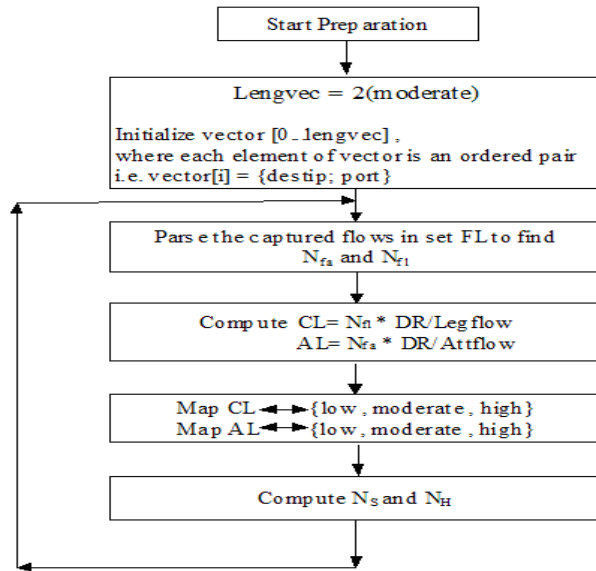 Start Preparation
Lengvec = 2(moderate)
Initialize vector [0..lengvec] ,
where each element of vector is an ordered pair
i.e. vector[i] = {destip; port}
Parse the captured flows in set FL to find
Nfa and Nfl
Compute CL= Nfl * DR/Legflow
AL=Nfa * DR/Attflow
Map CL {low, moderate, high}
Map AL {low, moderate, high}
Compute NS and NH